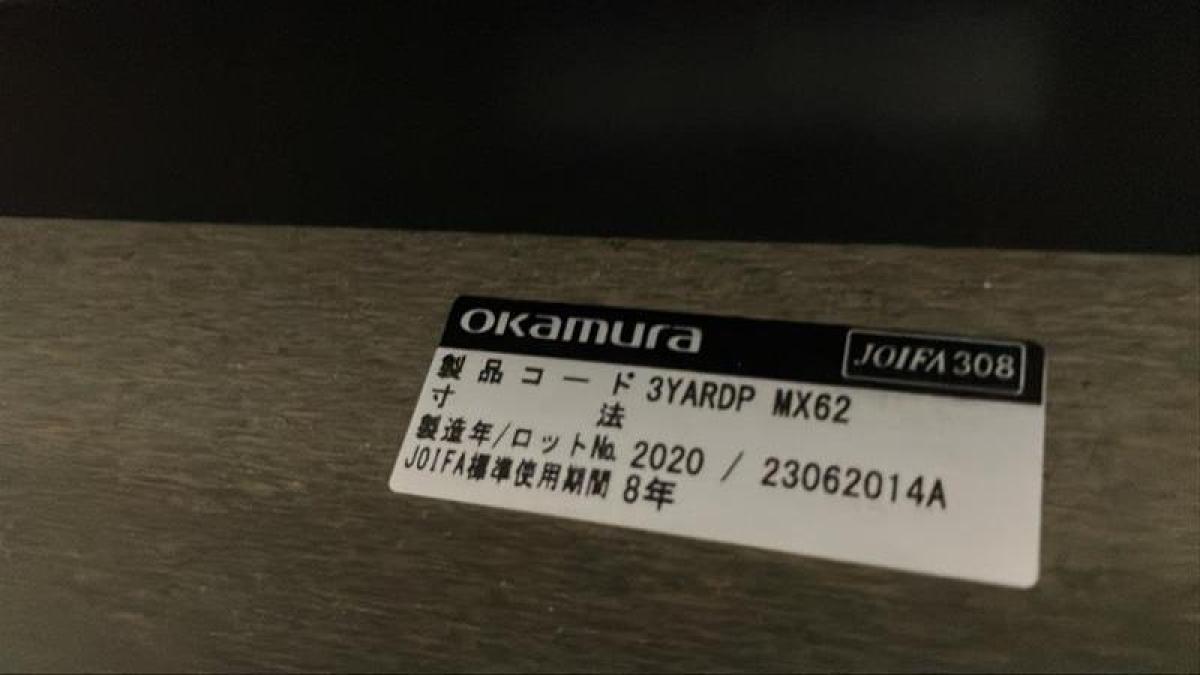 okamura JOIFA 308
製品コード 3YARDP MX62
寸法
製造年/ロット№ 2020 / 23062014A
JOIFA標準使用期間 8年